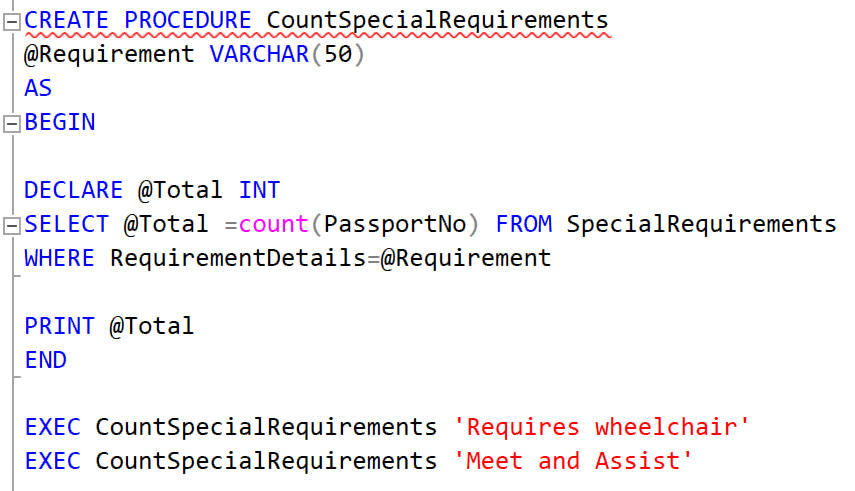 CREATE PROCEDURE CountSpecialRequirements
@Requirement VARCHAR(50)
AS
BEGIN
DECLARE @Total INT
SELECT @Total =count(PassportNo) FROM SpecialRequirements
WHERE RequirementDetails=@Requirement
PRINT @Total
END
EXEC CountSpecialRequirements 'Requires wheelchair'
EXEC CountSpecialRequirements 'Meet and Assist'